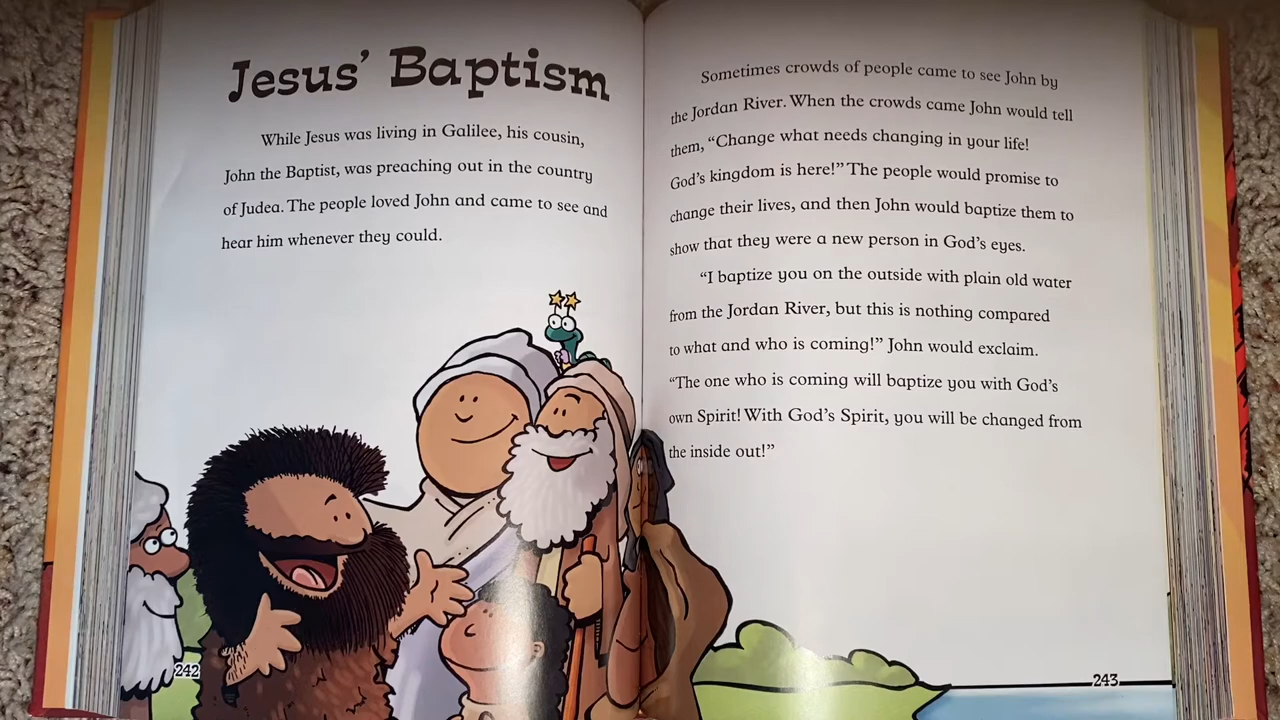 Jesus’ Baptism
While Jesus was living in Galilee, his cousin,
John the Baptist, was preaching out in the country
of Judea. The people loved John and came to see and
hear him whenever they could.
242
Sometimes crowds of people came to see John by
the Jordan River. When the crowds came John would tell
them, “Change what needs changing in your life!
God’s kingdom is here!” The people would promise to
change their lives, and then John would baptize them to
show that they were a new person in God’s eyes.
“I baptize you on the outside with plain old water
from the Jordan River, but this is nothing compared
to what and who is coming!” John would exclaim.
“The one who is coming will baptize you with God’s
own Spirit! With God’s Spirit, you will be changed from
the inside out!”
243